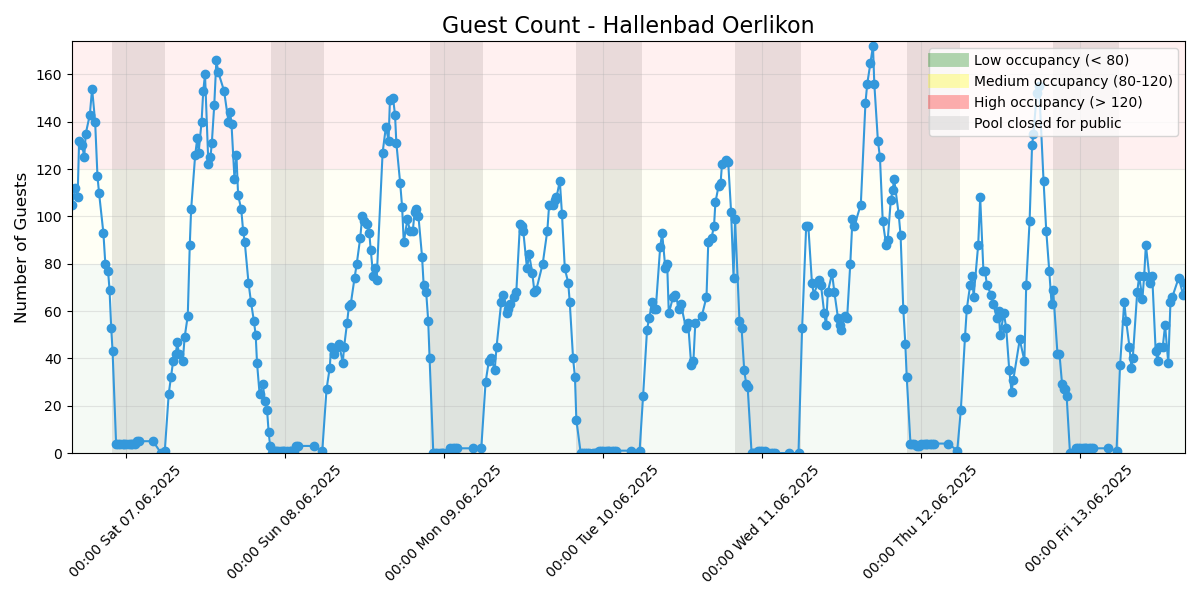 Guest Count - Hallenbad Oerlikon
Low occupancy (< 80)
Medium occupancy (80-120)
High occupancy (> 120)
Pool closed for public
Number of Guests
160
140
120
100
80
60
40
20
0
00:00 Sat 07.06.2025
00:00 Sun 08.06.2025
00:00 Mon 09.06.2025
00:00 Tue 10.06.2025
00:00 Wed 11.06.2025
00:00 Thu 12.06.2025
00:00 Fri 13.06.2025